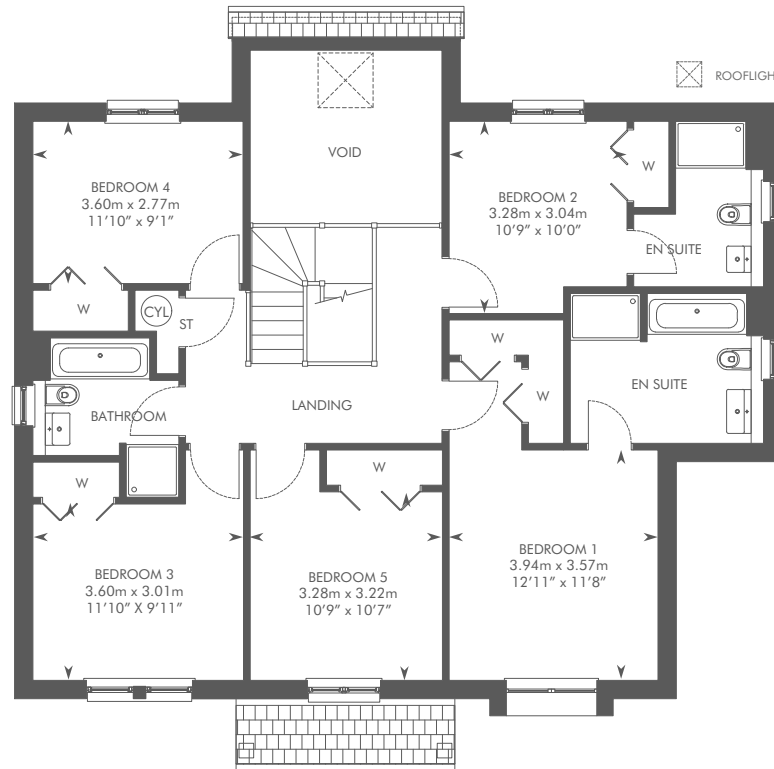 ROOFLIGH
VOID
BEDROOM 4
3.60m x 2.77m
11'10" x 9'1"
BEDROOM 2
3.28m x 3.04m
10'9" x 10'0"
W
EN SUITE
W
CYL
ST
W
W
EN SUITE
BATHROOM
LANDING
W
W
BEDROOM 3
3.60m x 3.01m
11'10" X 9'11"
BEDROOM 5
3.28m x 3.22m
10'9" x 10'7"
BEDROOM 1
3.94m x 3.57m
12'11" x 11'8"